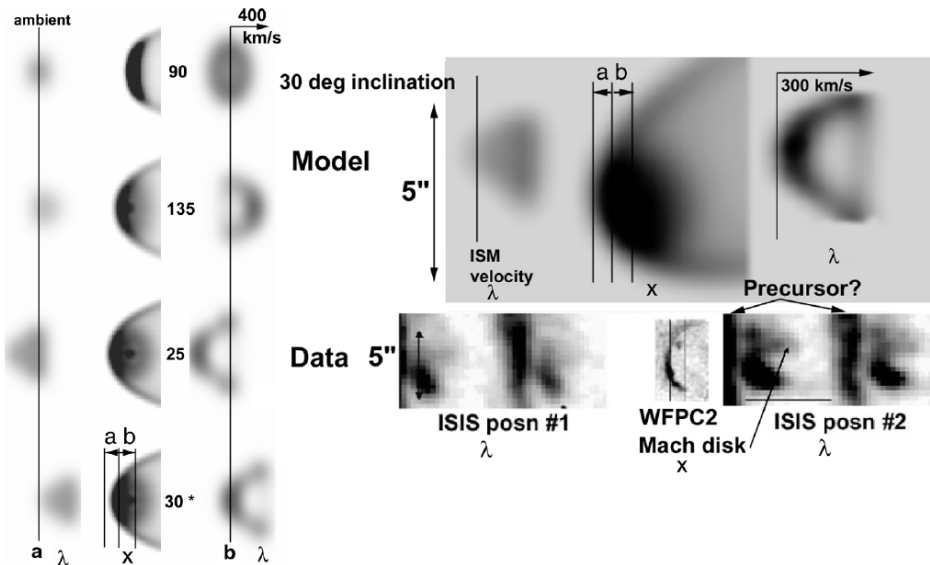 ambient
400
km/s
90
135
25
a b
30 *
a λ x b λ
30 deg inclination
Model
5"
a b
300 km/s
ISM
velocity
λ
x
λ
Precursor?
Data 5"
ISIS posn #1
λ
WFPC2
Mach disk
x
ISIS posn #2
λ